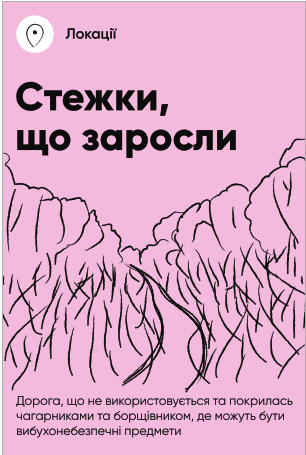 Локації
Стежки,
що заросли
Дорога, що не використовується та покрилась
чагарниками та борщівником, де можуть бути
вибухонебезпечні предмети